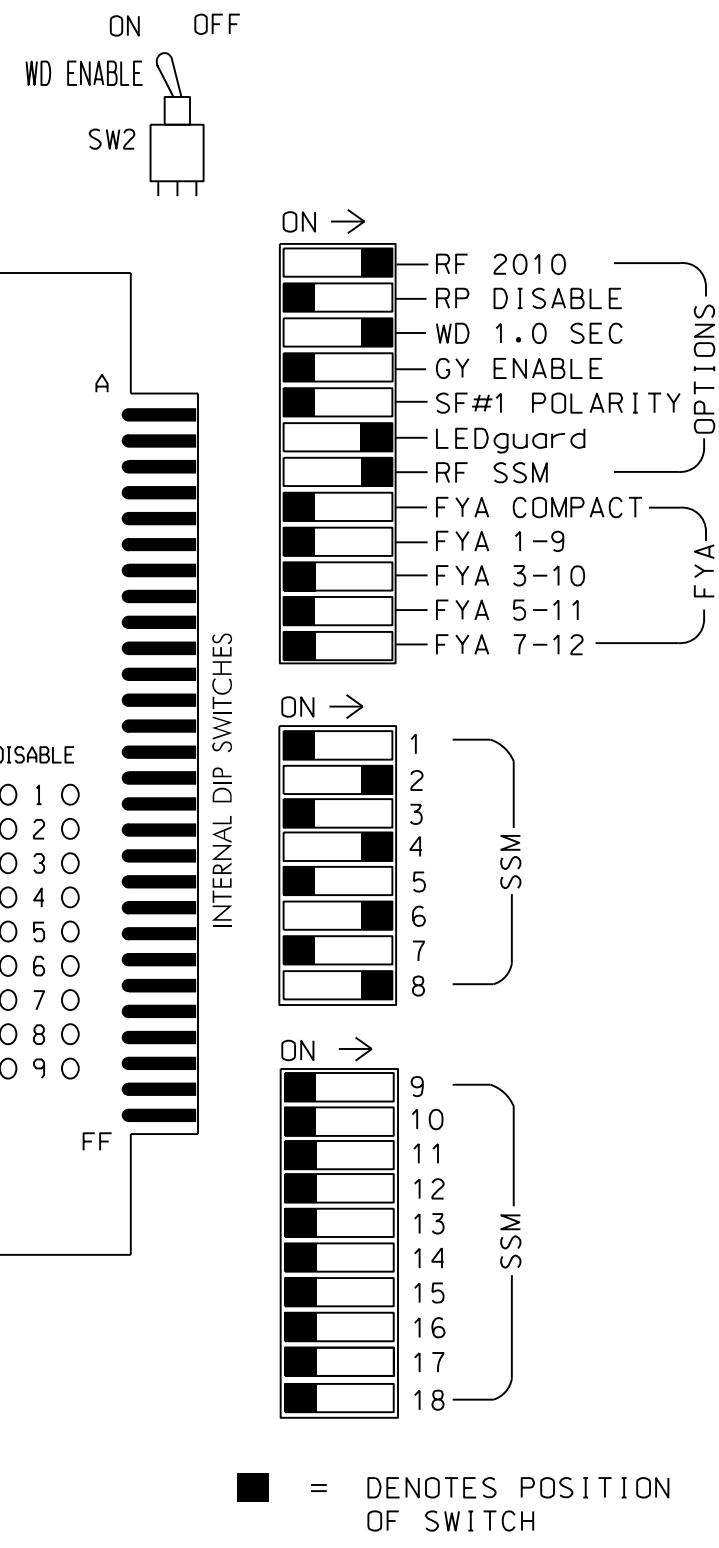 ON OFF
WD ENABLE
SW2
ON →
RF 2010
RP DISABLE
WD 1.0 SEC
GY ENABLE
SF#1 POLARITY
LEDguard
RF SSM
OPTIONS
FYA COMPACT
FYA 1-9
FYA 3-10
FYA 5-11
FYA 7-12
FYA
A
FF
INTERNAL DIP SWITCHES
DISABLE
1
2
3
4
5
6
7
8
9
ON →
1
2
3
4
5
6
7
8
SSM
ON →
9
10
11
12
13
14
15
16
17
18
SSM
= DENOTES POSITION
OF SWITCH